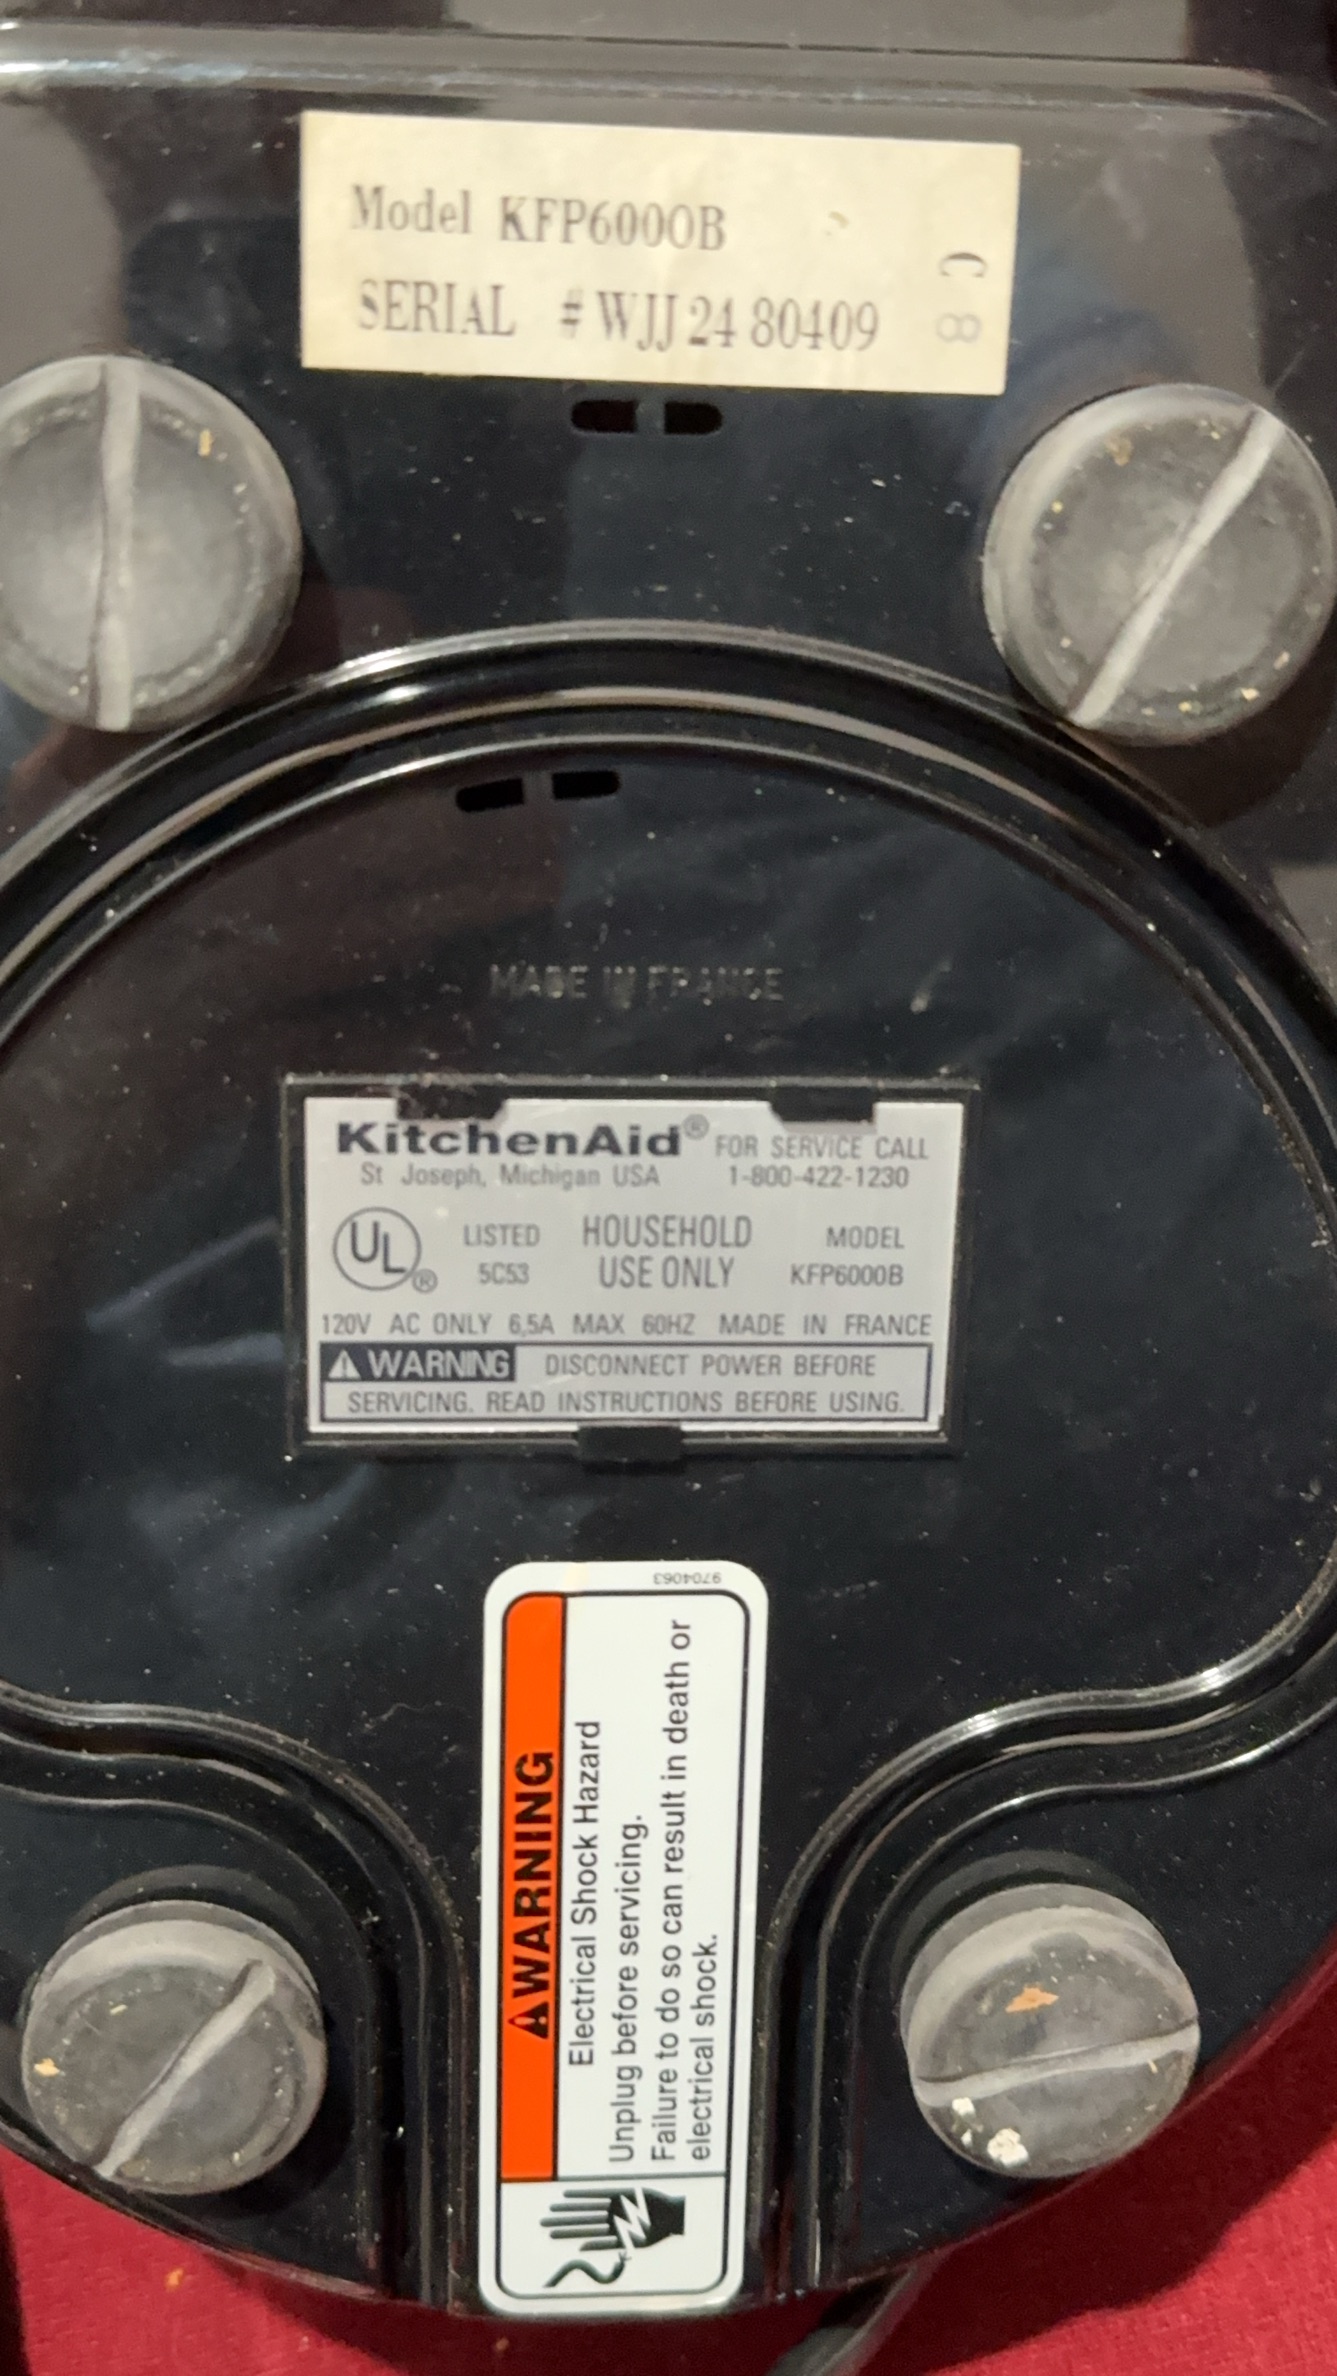 Model KFP6000B
SERIAL # WJJ 24 80409
C8
MADE IN FRANCE
KitchenAid® FOR SERVICE CALL
St Joseph, Michigan USA 1-800-422-1230
UL® LISTED HOUSEHOLD MODEL
5C53 USE ONLY KFP6000B
120V AC ONLY 6,5A MAX 60HZ MADE IN FRANCE
WARNING DISCONNECT POWER BEFORE
SERVICING. READ INSTRUCTIONS BEFORE USING.
9704063
WARNING
Electrical Shock Hazard
Unplug before servicing.
Failure to do so can result in death or
electrical shock.